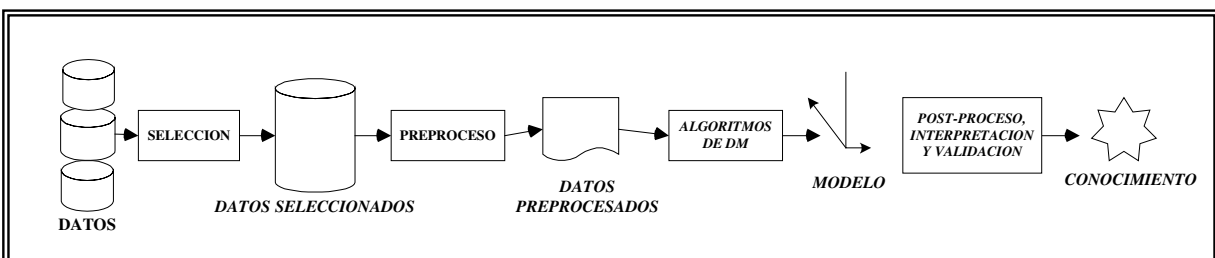 DATOS
SELECCION
DATOS SELECCIONADOS
PREPROCESO
DATOS
PREPROCESADOS
ALGORITMOS
DE DM
MODELO
POST-PROCESO,
INTERPRETACION
Y VALIDACION
CONOCIMIENTO